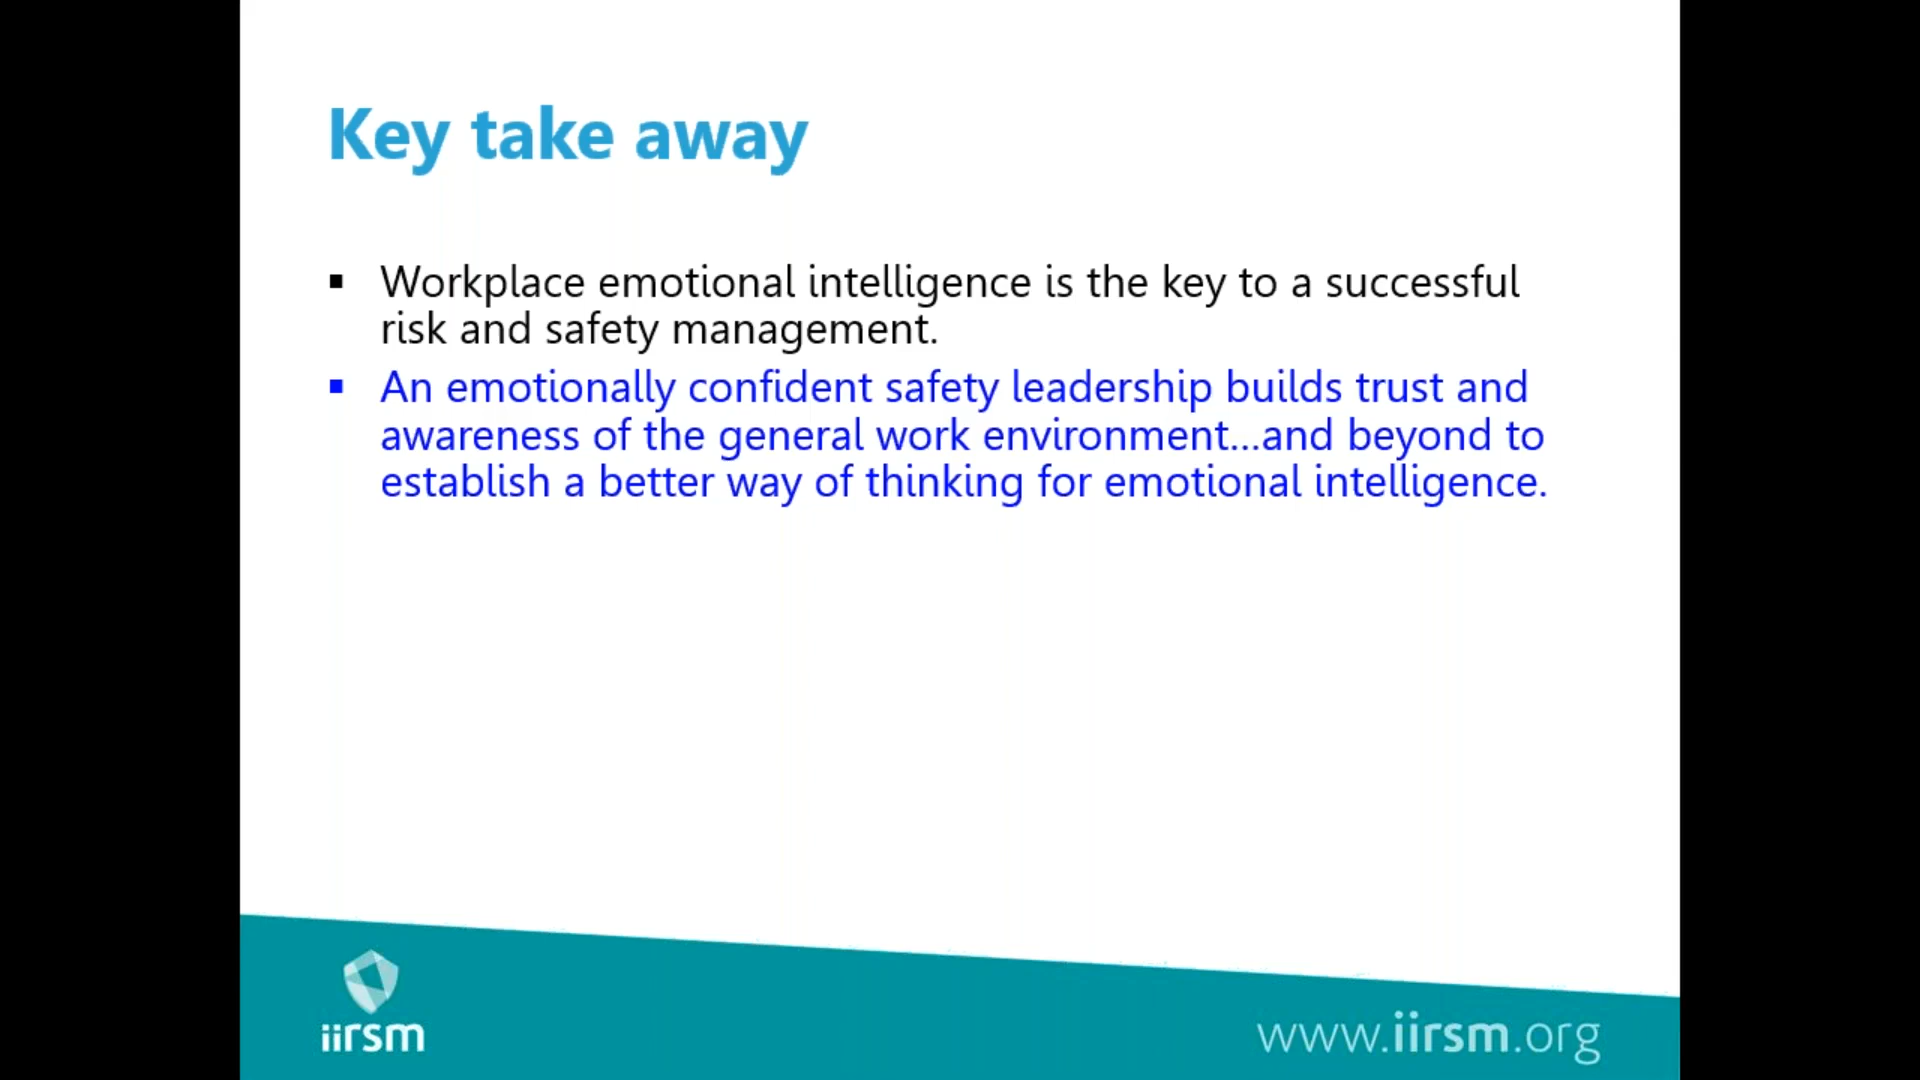 Key take away
▪ Workplace emotional intelligence is the key to a successful
risk and safety management.
▪ An emotionally confident safety leadership builds trust and
awareness of the general work environment...and beyond to
establish a better way of thinking for emotional intelligence.
iirsm
www.iirsm.org